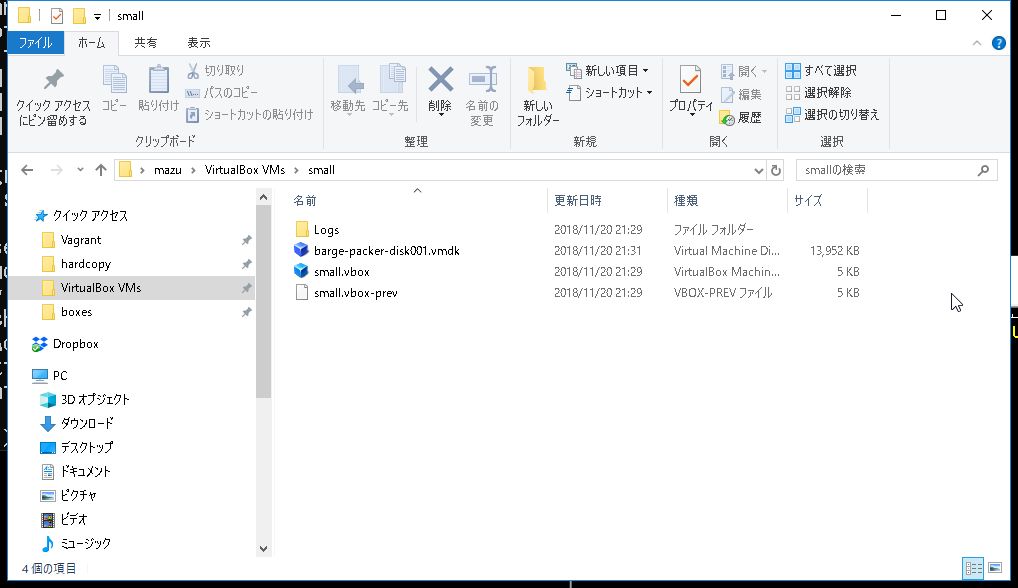 small
ファイル ホーム 共有 表示
クイック アクセスにピン留めする
コピー
貼り付け
切り取り
パスのコピー
ショートカットの貼り付け
クリップボード
移動先
コピー先
削除
名前の変更
整理
新しいフォルダー
新しい項目
ショートカット
新規
プロパティ
開く
編集
履歴
開く
すべて選択
選択解除
選択の切り替え
選択
mazu › VirtualBox VMs › small
smallの検索
クイック アクセス
Vagrant
hardcopy
VirtualBox VMs
boxes
Dropbox
PC
3D オブジェクト
ダウンロード
デスクトップ
ドキュメント
ピクチャ
ビデオ
ミュージック
名前 更新日時 種類 サイズ
Logs 2018/11/20 21:29 ファイル フォルダー
barge-packer-disk001.vmdk 2018/11/20 21:31 Virtual Machine Di... 13,952 KB
small.vbox 2018/11/20 21:29 VirtualBox Machin... 5 KB
small.vbox-prev 2018/11/20 21:29 VBOX-PREV ファイル 5 KB
4 個の項目